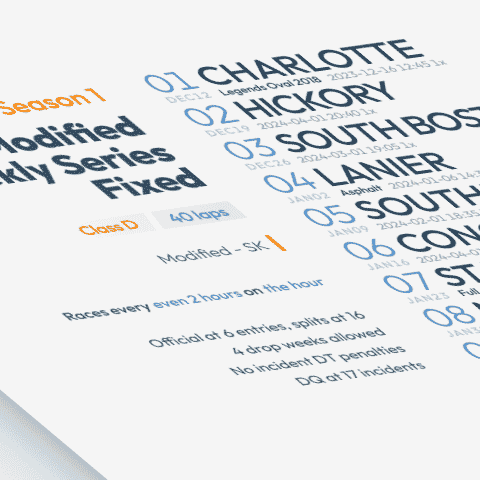 Season 1
Modified
Series
Fixed
Class D
40 laps
Modified - SK
Races every even 2 hours on the hour
Official at 6 entries, splits at 16
4 drop weeks allowed
No incident DT penalties
DQ at 17 incidents
01 CHARLOTTE
DEC12 Legends Oval 2018 2023-12-16 12:45 1x
02 HICKORY
DEC19 2024-04-01 20:40 1x
03 SOUTH BOST
DEC26 2024-03-01 19:05 1x
04 LANIER
JAN02 Asphalt 2024-01-06 14:
05 SOUTH
JAN09 2024-02-01 18:35
06 CON
JAN16 2024-04-0
07 ST
JAN23 Full
08